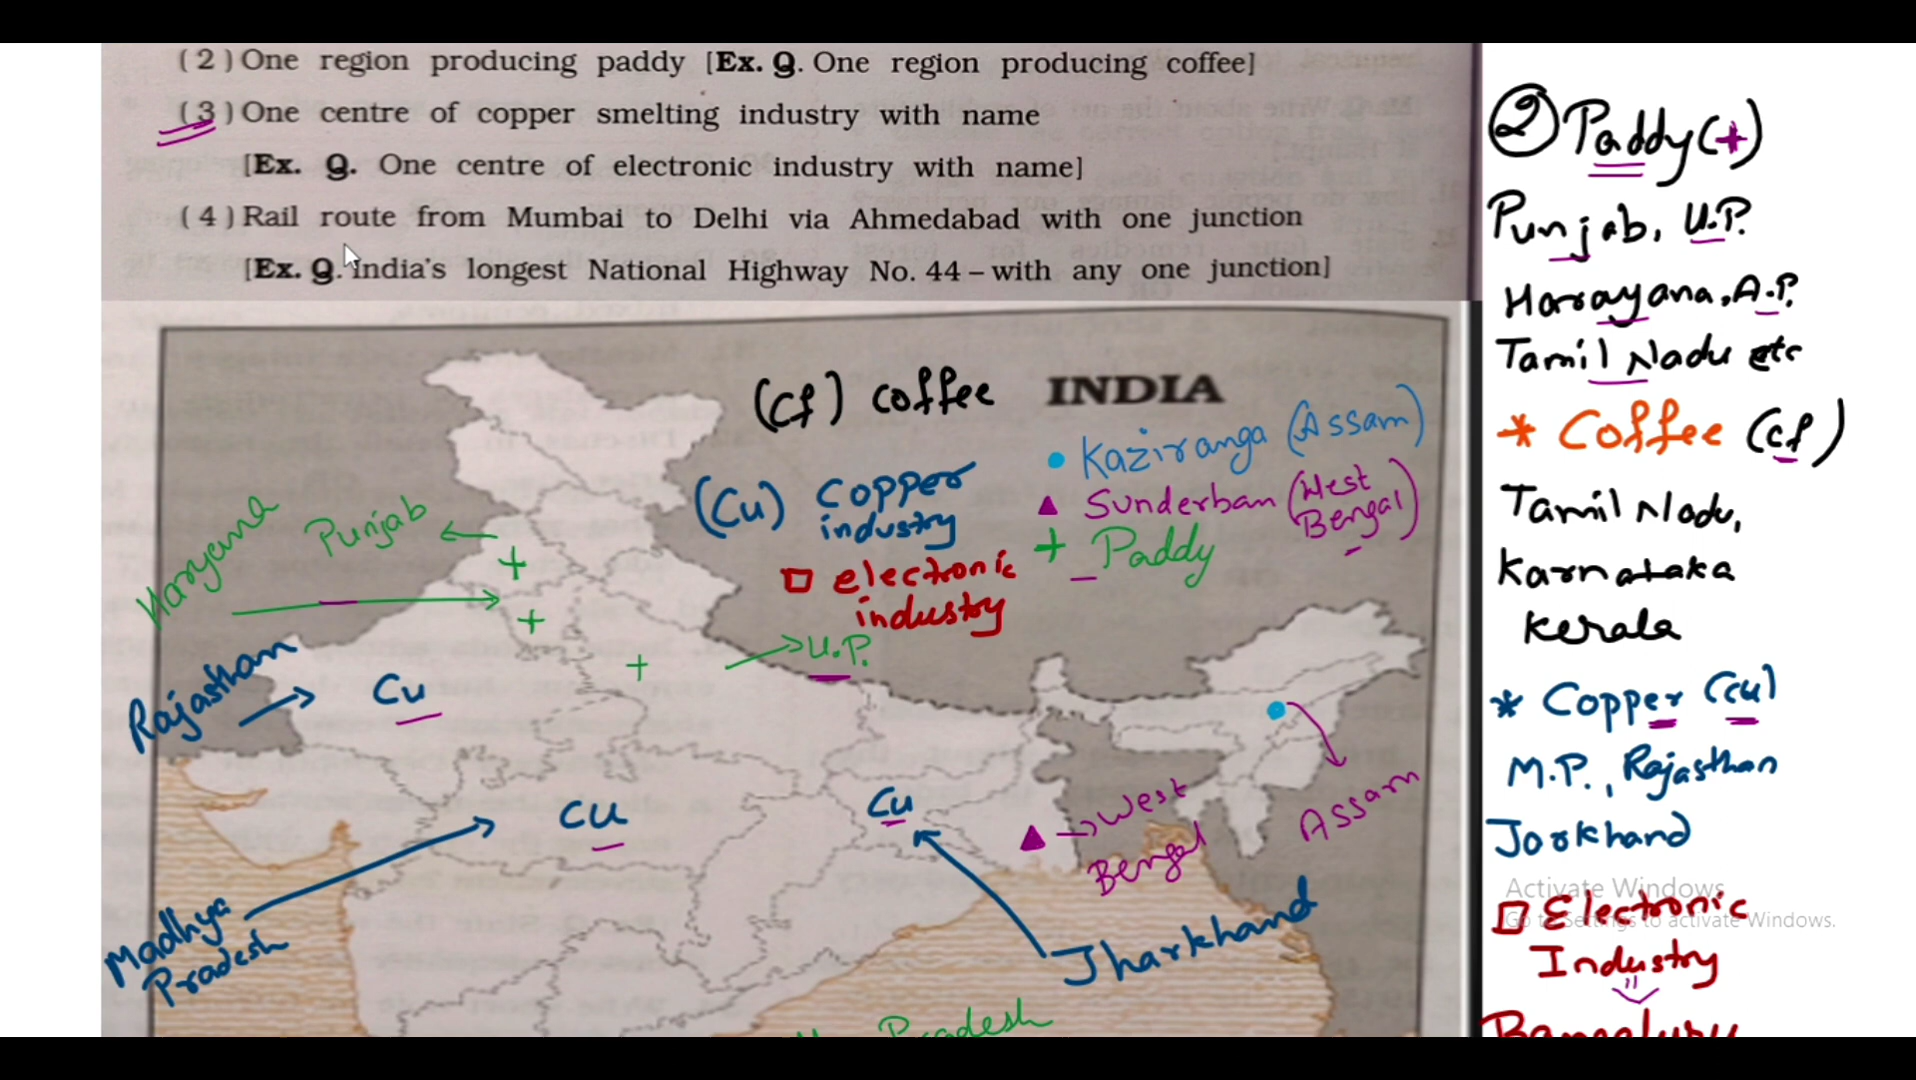 ( 2 ) One region producing paddy [Ex. Q. One region producing coffee]
( 3 ) One centre of copper smelting industry with name
[Ex. Q. One centre of electronic industry with name]
( 4 ) Rail route from Mumbai to Delhi via Ahmedabad with one junction
[Ex. Q. India's longest National Highway No. 44 – with any one junction]
INDIA
(Cf) Coffee
Kaziranga (Assam)
(Cu) Copper
industry
Sunderban (West
Bengal)
+ Paddy
electronic
industry
Haryana
Punjab
+
+
+
U.P.
Rajasthan
Cu
Cu
Cu
West
Bengal
Assam
Madhya
Pradesh
Jharkhand
Pradesh
② Paddy (+)
Punjab, U.P.
Harayana, A.P.
Tamil Nadu etc
* Coffee (cf)
Tamil Nadu,
Karnataka
Kerala
* Copper (cu)
M.P., Rajasthan
Jorkhand
Activate Windows
Go to Settings to activate Windows.
Electronic
Industry
Bangaluru